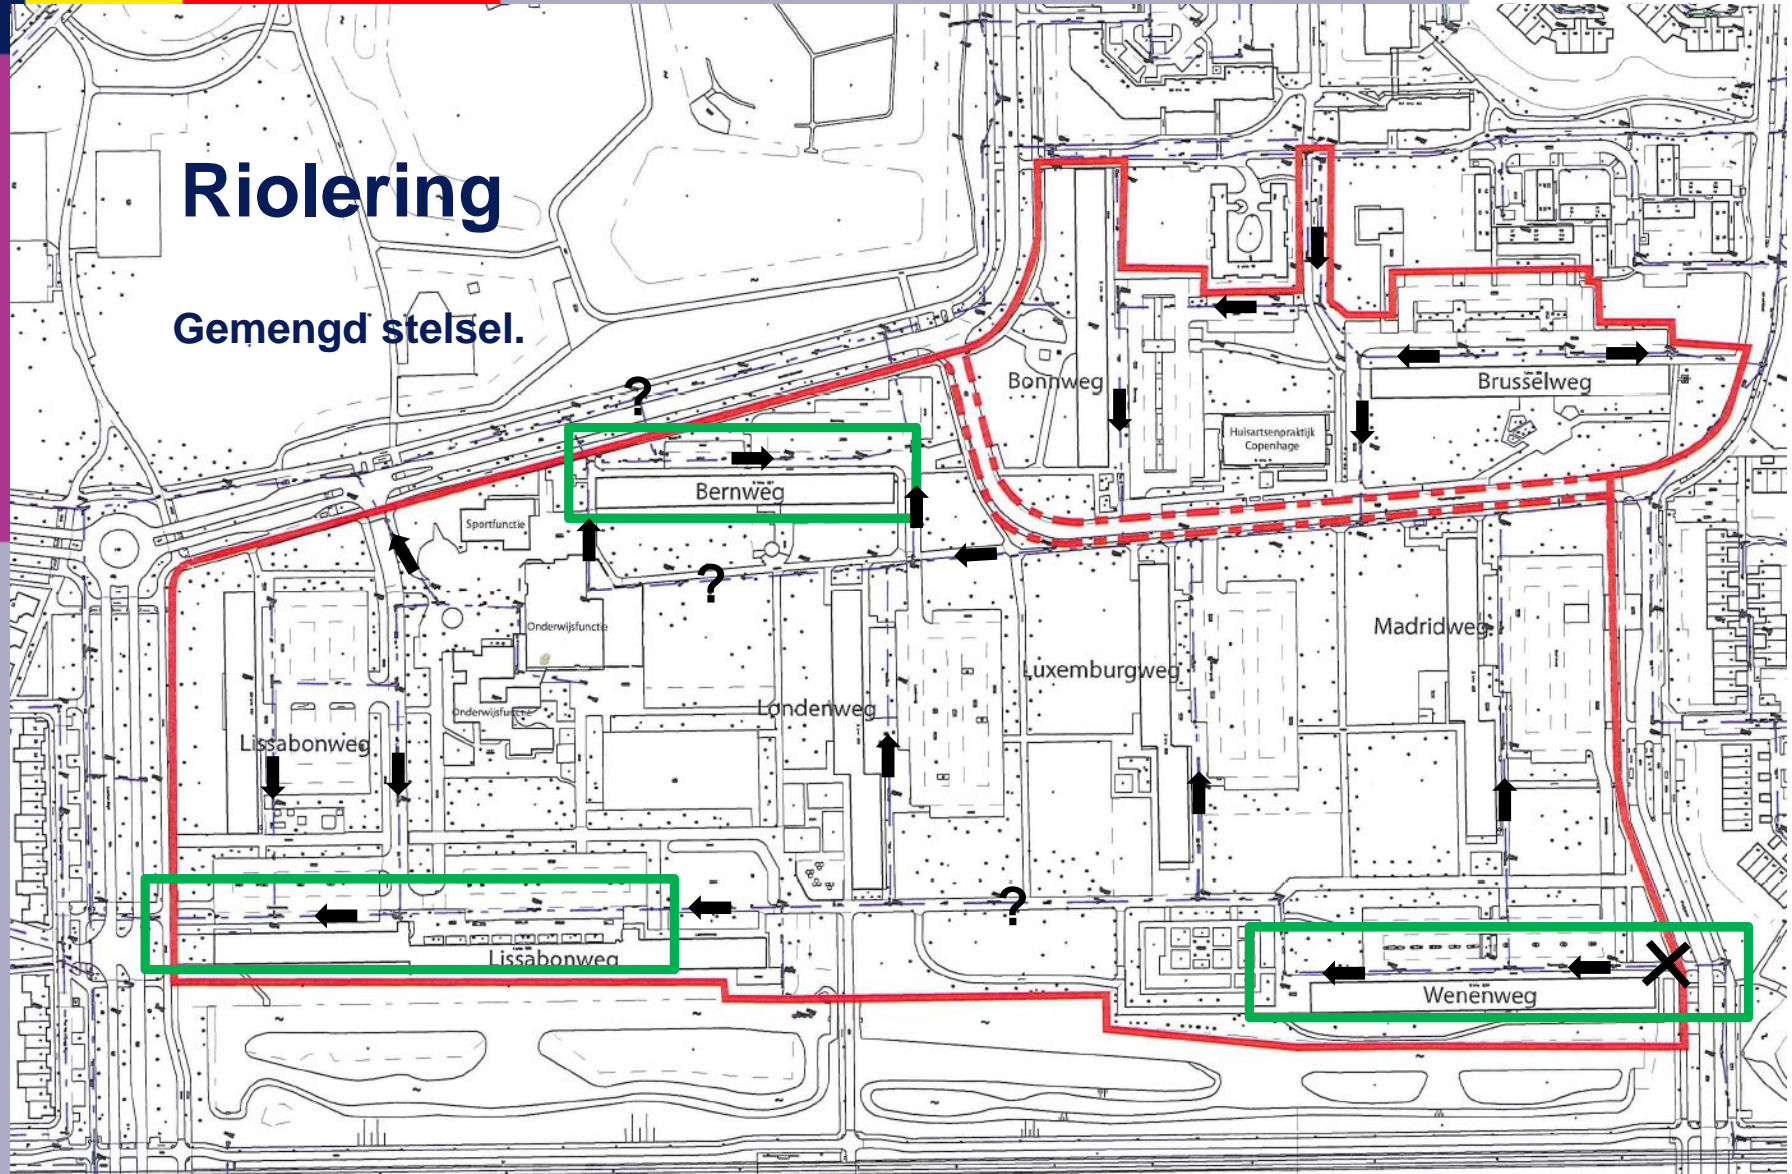 Riolering
Gemengd stelsel.
?
Bonnweg
Brusselweg
Huisartsenpraktijk
Copenhage
Bernweg
Sportfunctie
?
Onderwijsfunctie
Madridweg
Luxemburgweg
Londenweg
Onderwijsfunctie
Lissabonweg
?
Lissabonweg
Wenenweg